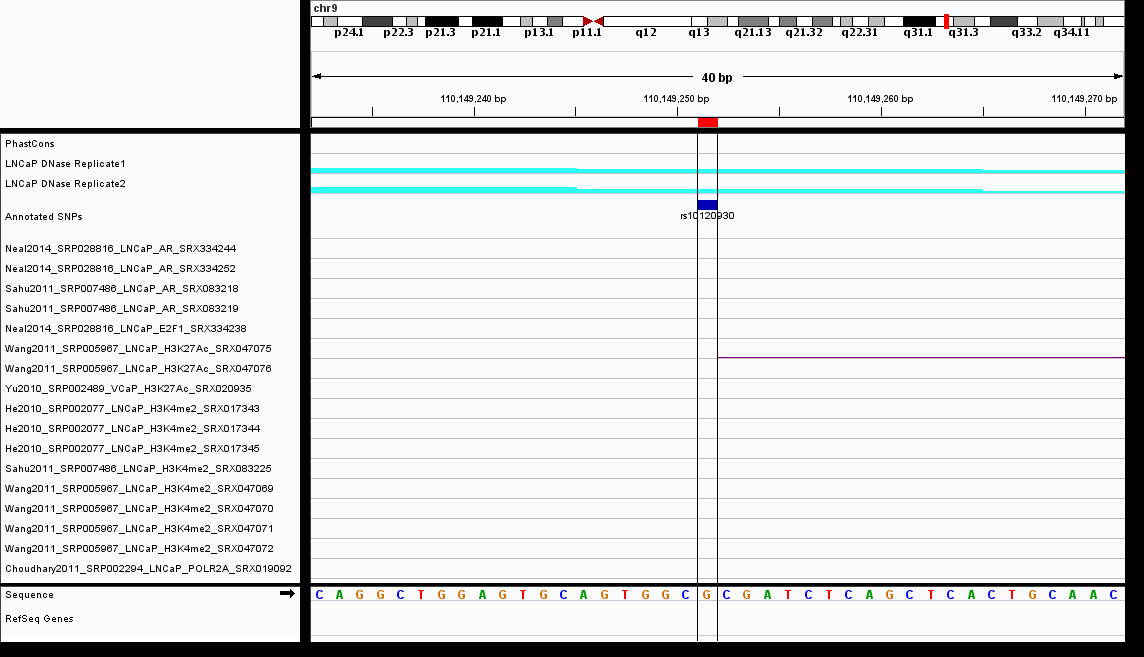 chr9
p24.1 p22.3 p21.3 p21.1 p13.1 p11.1 q12 q13 q21.13 q21.32 q22.31 q31.1 q31.3 q33.2 q34.11
40 bp
110,149,240 bp 110,149,250 bp 110,149,260 bp 110,149,270 bp
PhastCons
LNCaP DNase Replicate1
LNCaP DNase Replicate2
Annotated SNPs
rs10120930
Neal2014_SRP028816_LNCaP_AR_SRX334244
Neal2014_SRP028816_LNCaP_AR_SRX334252
Sahu2011_SRP007486_LNCaP_AR_SRX083218
Sahu2011_SRP007486_LNCaP_AR_SRX083219
Neal2014_SRP028816_LNCaP_E2F1_SRX334238
Wang2011_SRP005967_LNCaP_H3K27Ac_SRX047075
Wang2011_SRP005967_LNCaP_H3K27Ac_SRX047076
Yu2010_SRP002489_VCaP_H3K27Ac_SRX020935
He2010_SRP002077_LNCaP_H3K4me2_SRX017343
He2010_SRP002077_LNCaP_H3K4me2_SRX017344
He2010_SRP002077_LNCaP_H3K4me2_SRX017345
Sahu2011_SRP007486_LNCaP_H3K4me2_SRX083225
Wang2011_SRP005967_LNCaP_H3K4me2_SRX047069
Wang2011_SRP005967_LNCaP_H3K4me2_SRX047070
Wang2011_SRP005967_LNCaP_H3K4me2_SRX047071
Wang2011_SRP005967_LNCaP_H3K4me2_SRX047072
Choudhary2011_SRP002294_LNCaP_POLR2A_SRX019092
Sequence C A G G C T G G A G T G C A G T G G C G C G A T C T C A G C T C A C T G C A A C
RefSeq Genes